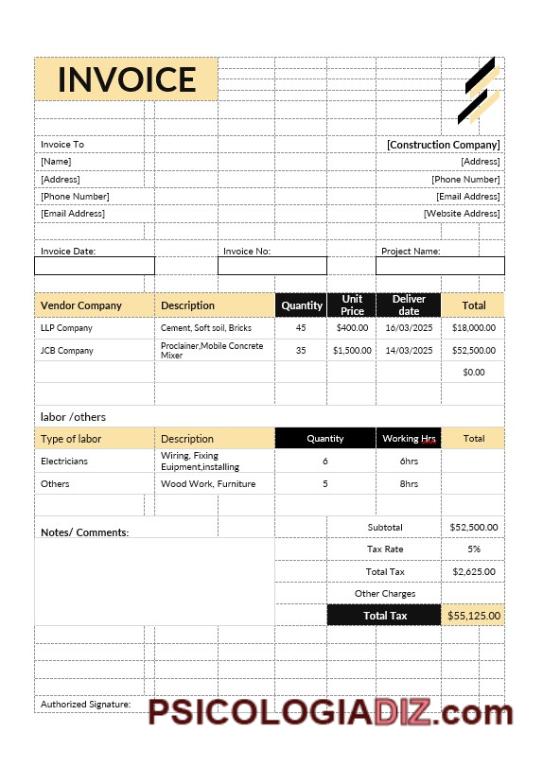 INVOICE
Invoice To
[Construction Company]
[Name]
[Address]
[Address]
[Phone Number]
[Phone Number]
[Email Address]
[Email Address]
[Website Address]
Invoice Date:
Invoice No:
Project Name:
Vendor Company Description Quantity Unit Price Deliver date Total
LLP Company Cement, Soft soil, Bricks 45 $400.00 16/03/2025 $18,000.00
JCB Company Proclainer,Mobile Concrete Mixer 35 $1,500.00 14/03/2025 $52,500.00
$0.00
labor /others
Type of labor Description Quantity Working Hrs Total
Electricians Wiring, Fixing Euipment,installing 6 6hrs
Others Wood Work, Furniture 5 8hrs
Notes/ Comments:
Subtotal $52,500.00
Tax Rate 5%
Total Tax $2,625.00
Other Charges
Total Tax $55,125.00
Authorized Signature:
PSICOLOGIADIZ.com